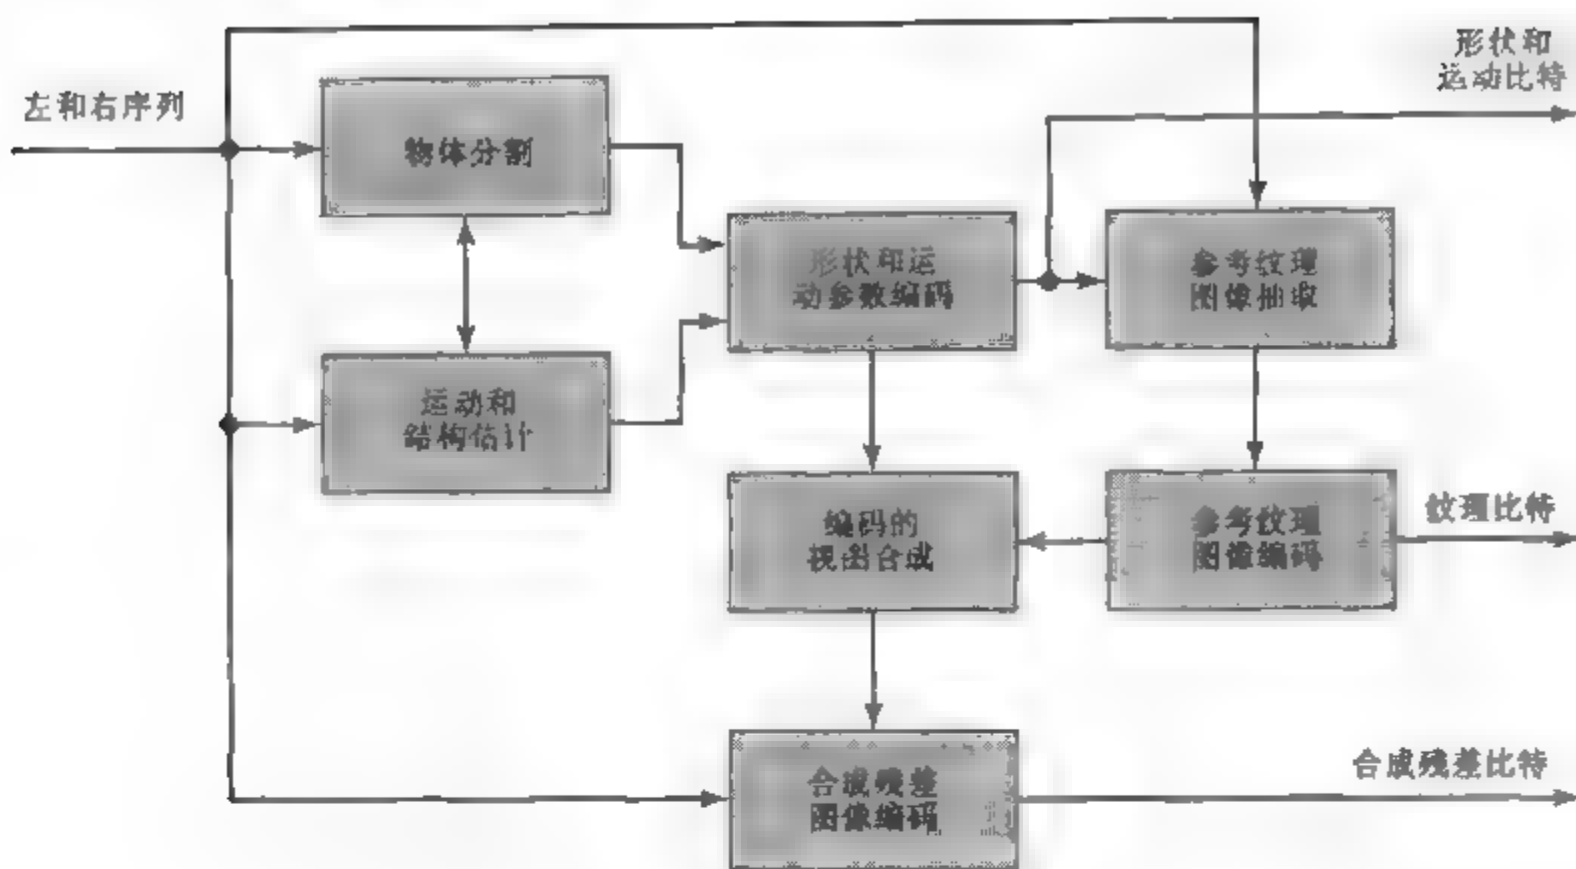 形状和
运动比特
左和右序列
物体分割
形状和运
动参数编码
参考纹理
图像抽取
运动和
结构估计
编码的
视图合成
参考纹理
图像编码
纹理比特
合成残差
图像编码
合成残差比特